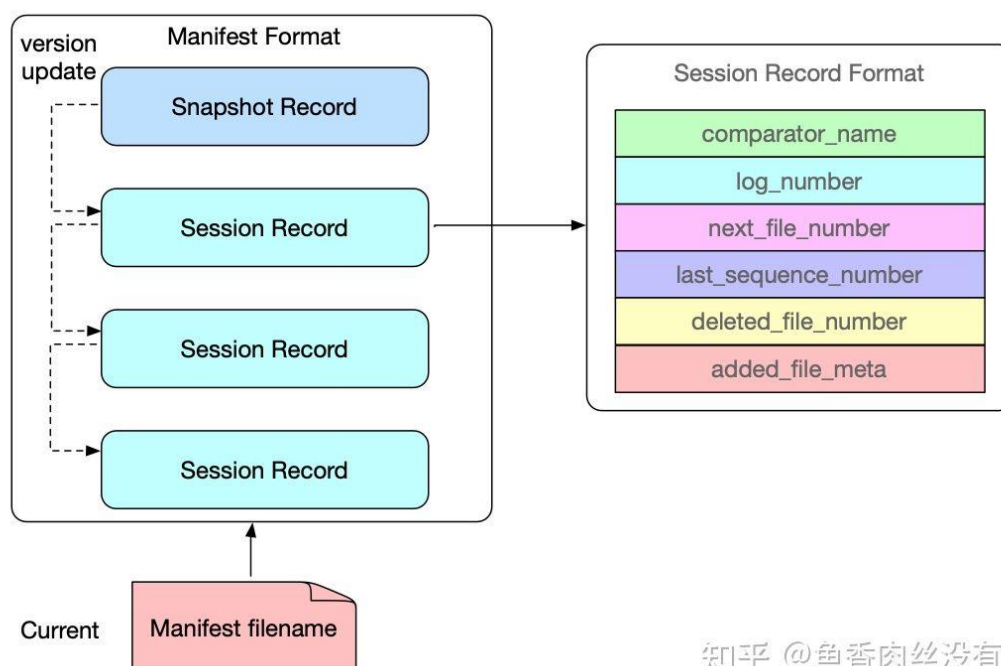 Manifest Format
version
update
Snapshot Record
Session Record
Session Record
Session Record
Session Record Format
comparator_name
log_number
next_file_number
last_sequence_number
deleted_file_number
added_file_meta
Current
Manifest filename
知乎 @鱼香肉丝没有